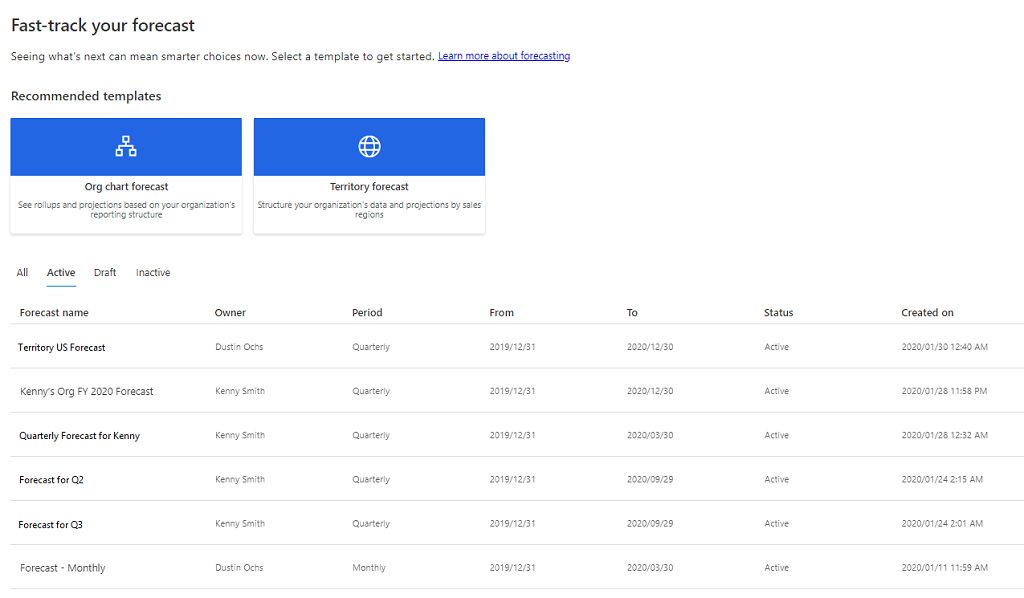 Fast-track your forecast
Seeing what's next can mean smarter choices now. Select a template to get started. Learn more about forecasting
Recommended templates
Org chart forecast
See rollups and projections based on your organization's
reporting structure
Territory forecast
Structure your organization's data and projections by sales
regions
All Active Draft Inactive
Forecast name Owner Period From To Status Created on
Territory US Forecast Dustin Ochs Quarterly 2019/12/31 2020/12/30 Active 2020/01/30 12:40 AM
Kenny's Org FY 2020 Forecast Kenny Smith Quarterly 2019/12/31 2020/12/30 Active 2020/01/28 11:58 PM
Quarterly Forecast for Kenny Kenny Smith Quarterly 2019/12/31 2020/03/30 Active 2020/01/28 12:32 AM
Forecast for Q2 Kenny Smith Quarterly 2019/12/31 2020/09/29 Active 2020/01/24 2:15 AM
Forecast for Q3 Kenny Smith Quarterly 2019/12/31 2020/09/29 Active 2020/01/24 2:01 AM
Forecast - Monthly Dustin Ochs Monthly 2019/12/31 2020/03/30 Active 2020/01/11 11:59 AM